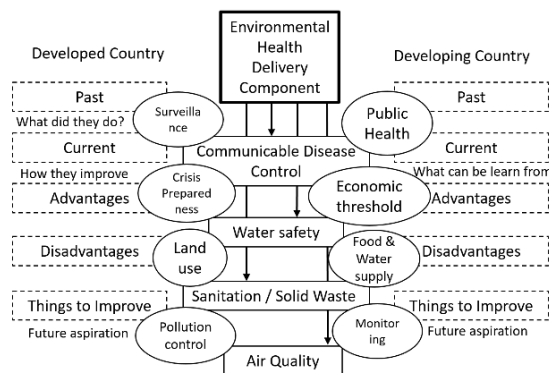 Environmental
Health
Delivery
Component
Developed Country
Developing Country
Past
Past
What did they do?
Surveilla
nce
Public
Health
Current
Current
Communicable Disease
Control
How they improve
What can be learn from
Crisis
Prepared
ness
Economic
threshold
Advantages
Advantages
Water safety
Disadvantages
Disadvantages
Land
use
Food &
Water
supply
Sanitation / Solid Waste
Things to Improve
Things to Improve
Future aspiration
Future aspiration
Pollution
control
Monitor
ing
Air Quality